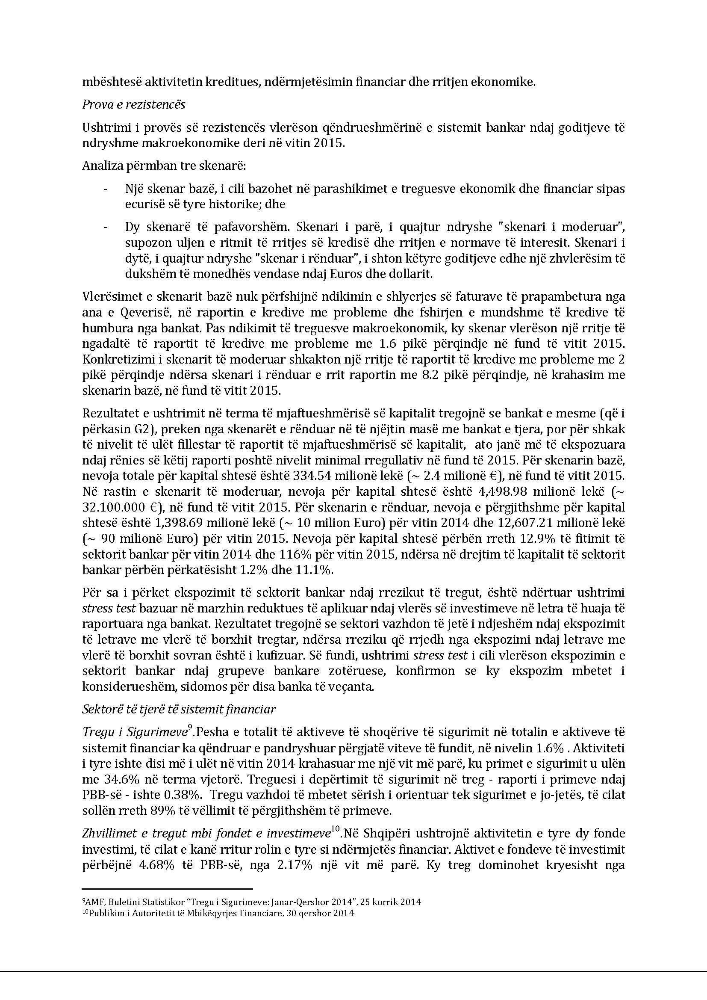 mbështesë aktivitetin kreditues, ndërmjetësimin financiar dhe rritjen ekonomike.
Prova e rezistencës
Ushtrimi i provës së rezistencës vlerëson qëndrueshmërinë e sistemit bankar ndaj goditjeve të
ndryshme makroekonomike deri në vitin 2015.
Analiza përmban tre skenarë:
- Një skenar bazë, i cili bazohet në parashikimet e treguesve ekonomik dhe financiar sipas
ecurisë së tyre historike; dhe
- Dy skenarë të pafavorshëm. Skenari i parë, i quajtur ndryshe "skenari i moderuar",
supozon uljen e ritmit të rritjes së kredisë dhe rritjen e normave të interesit. Skenari i
dytë, i quajtur ndryshe "skenar i rënduar", i shton këtyre goditjeve edhe një zhvlerësim të
dukshëm të monedhës vendase ndaj Euros dhe dollarit.
Vlerësimet e skenarit bazë nuk përfshijnë ndikimin e shlyerjes së faturave të prapambetura nga
ana e Qeverisë, në raportin e kredive me probleme dhe fshirjen e mundshme të kredive të
humbura nga bankat. Pas ndikimit të treguesve makroekonomik, ky skenar vlerëson një rritje të
ngadaltë të raportit të kredive me probleme me 1.6 pikë përqindje në fund të vitit 2015.
Konkretizimi i skenarit të moderuar shkakton një rritje të raportit të kredive me probleme me 2
pikë përqindje ndërsa skenari i rënduar e rrit raportin me 8.2 pikë përqindje, në krahasim me
skenarin bazë, në fund të vitit 2015.
Rezultatet e ushtrimit në terma të mjaftueshmërisë së kapitalit tregojnë se bankat e mesme (që i
përkasin G2), preken nga skenarët e rënduar në të njëjtin masë me bankat e tjera, por për shkak
të nivelit të ulët fillestar të raportit të mjaftueshmërisë së kapitalit, ato janë më të ekspozuara
ndaj rënies së këtij raporti poshtë nivelit minimal rregullativ në fund të 2015. Për skenarin bazë,
nevoja totale për kapital shtesë është 334.54 milionë lekë (~ 2.4 milionë €), në fund të vitit 2015.
Në rastin e skenarit të moderuar, nevoja për kapital shtesë është 4,498.98 milionë lekë (~
32.100.000 €), në fund të vitit 2015. Për skenarin e rënduar, nevoja e përgjithshme për kapital
shtesë është 1,398.69 milionë lekë (~ 10 milion Euro) për vitin 2014 dhe 12,607.21 milionë lekë
(~ 90 milionë Euro) për vitin 2015. Nevoja për kapital shtesë përbën rreth 12.9% të fitimit të
sektorit bankar për vitin 2014 dhe 116% për vitin 2015, ndërsa në drejtim të kapitalit të sektorit
bankar përbën përkatësisht 1.2% dhe 11.1%.
Për sa i përket ekspozimit të sektorit bankar ndaj rrezikut të tregut, është ndërtuar ushtrimi
stress test bazuar në marzhin reduktues të aplikuar ndaj vlerës së investimeve në letra të huaja të
raportuara nga bankat. Rezultatet tregojnë se sektori vazhdon të jetë i ndjeshëm ndaj ekspozimit
të letrave me vlerë të borxhit tregtar, ndërsa rreziku që rrjedh nga ekspozimi ndaj letrave me
vlerë të borxhit sovran është i kufizuar. Së fundi, ushtrimi stress test i cili vlerëson ekspozimin e
sektorit bankar ndaj grupeve bankare zotëruese, konfirmon se ky ekspozim mbetet i
konsiderueshëm, sidomos për disa banka të veçanta.
Sektorë të tjerë të sistemit financiar
Tregu i Sigurimeve⁹.Pesha e totalit të aktiveve të shoqërive të sigurimit në totalin e aktiveve të
sistemit financiar ka qëndruar e pandryshuar përgjatë viteve të fundit, në nivelin 1.6% . Aktiviteti
i tyre ishte disi më i ulët në vitin 2014 krahasuar me një vit më parë, ku primet e sigurimit u ulën
me 34.6% në terma vjetorë. Treguesi i depërtimit të sigurimit në treg - raporti i primeve ndaj
PBB-së - ishte 0.38%. Tregu vazhdoi të mbetet sërish i orientuar tek sigurimet e jo-jetës, të cilat
sollën rreth 89% të vëllimit të përgjithshëm të primeve.
Zhvillimet e tregut mbi fondet e investimeve¹⁰.Në Shqipëri ushtrojnë aktivitetin e tyre dy fonde
investimi, të cilat e kanë rritur rolin e tyre si ndërmjetës financiar. Aktivet e fondeve të investimit
përbëjnë 4.68% të PBB-së, nga 2.17% një vit më parë. Ky treg dominohet kryesisht nga
⁹AMF, Buletini Statistikor “Tregu i Sigurimeve: Janar-Qershor 2014”, 25 korrik 2014
¹⁰Publikim i Autoritetit të Mbikëqyrjes Financiare, 30 qershor 2014